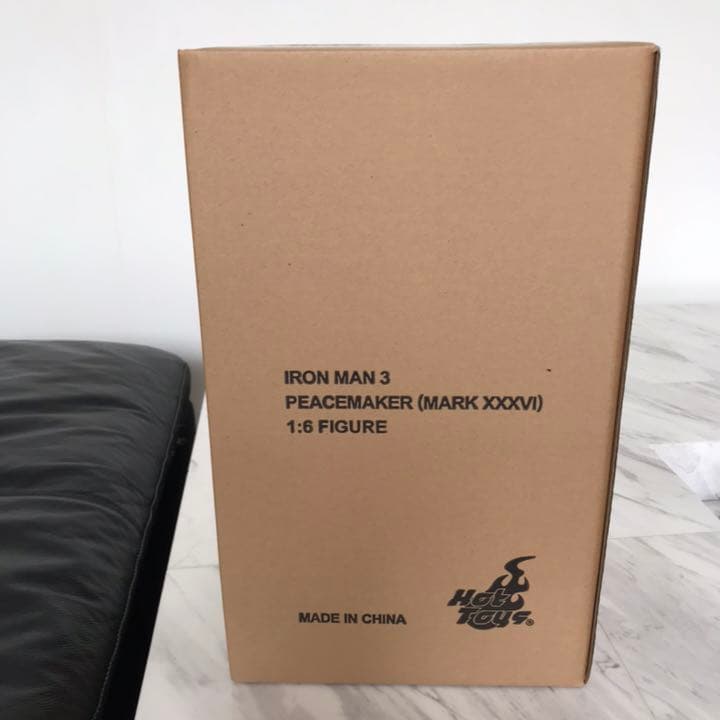 IRON MAN 3
PEACEMAKER (MARK XXXVI)
1:6 FIGURE
MADE IN CHINA
Hot
Toys®